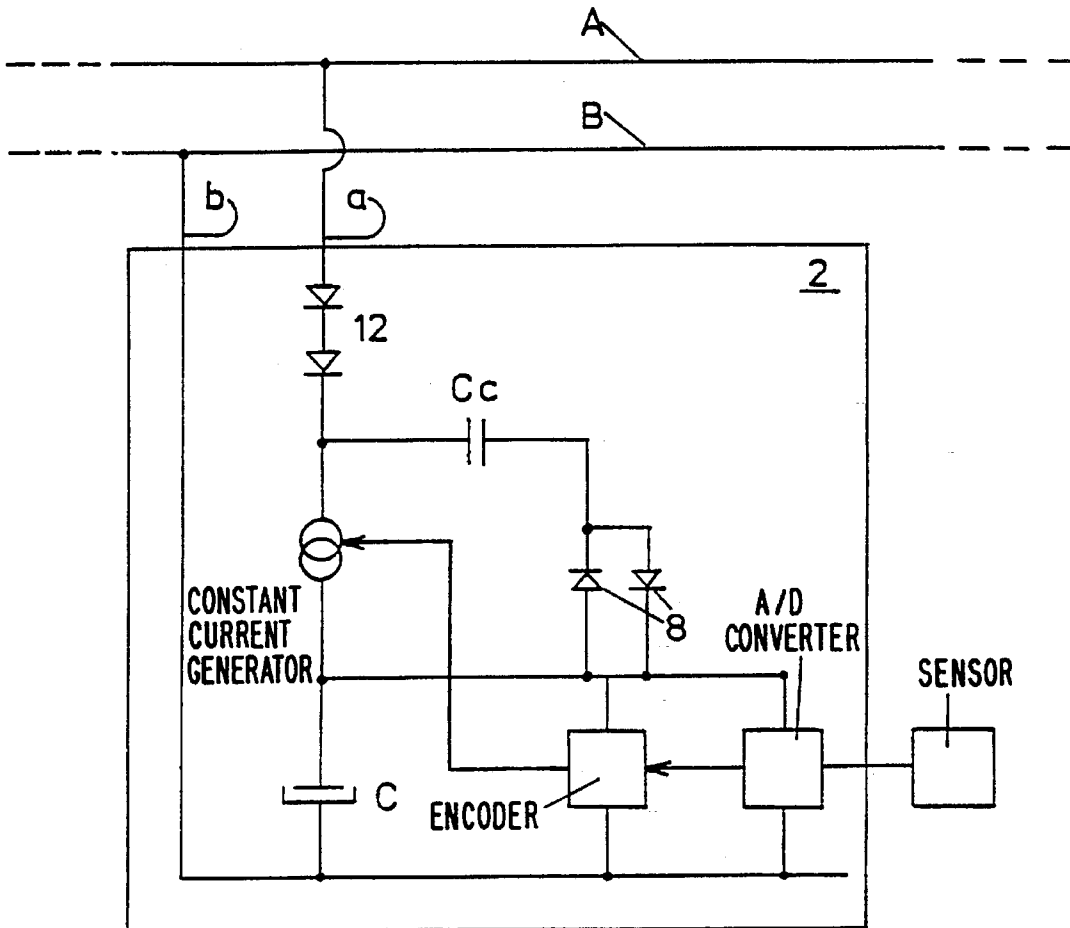 A
B
b
a
2
12
Cc
CONSTANT
CURRENT
GENERATOR
8
A/D
CONVERTER
SENSOR
C
ENCODER